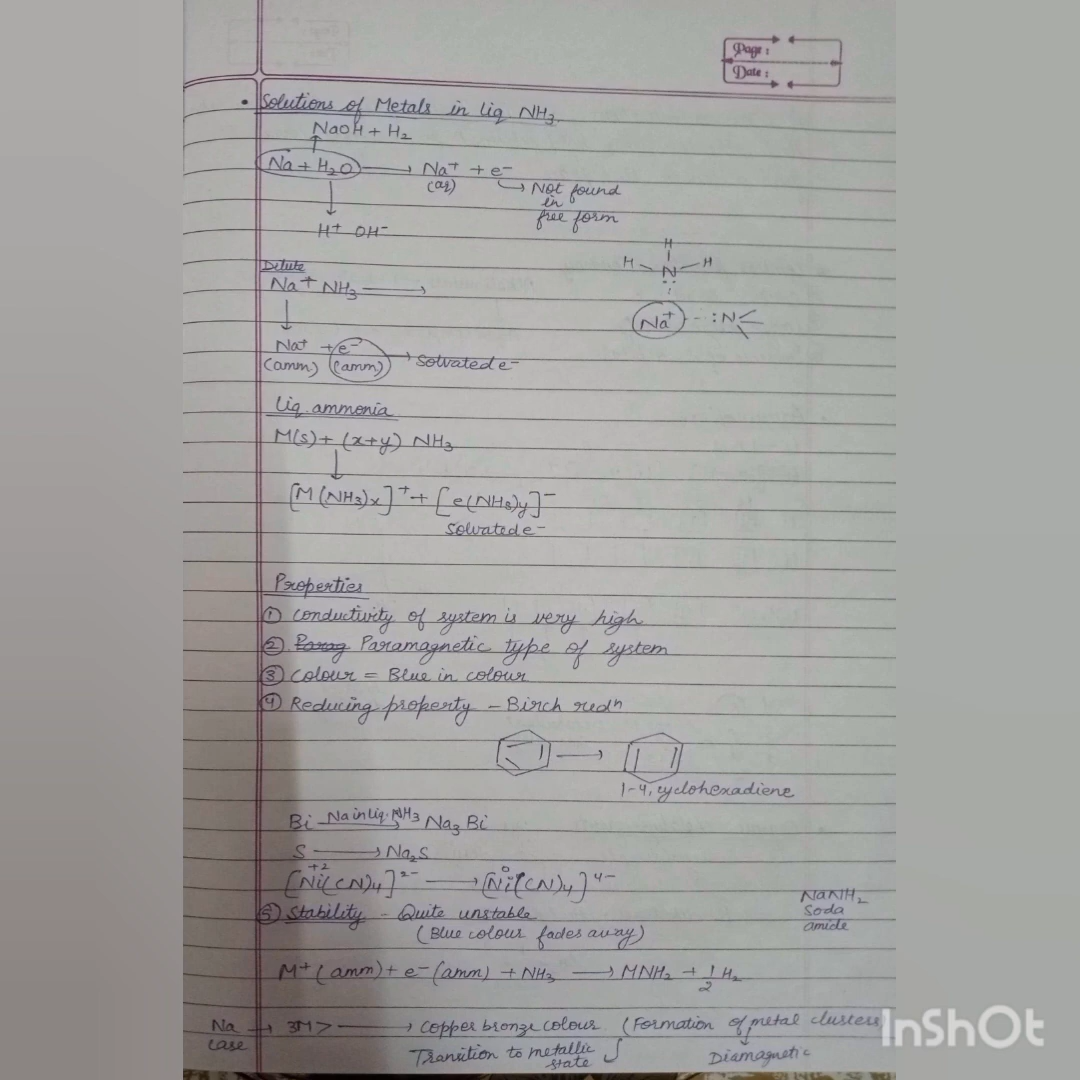 Page :
Date :
• Solutions of Metals in liq NH₃.
NaOH + H₂
Na + H₂O → Na⁺ + e⁻
(aq)
→ Not found
in
free form
H⁺ OH⁻
H
H N H
Dilute
Na + NH₃ →
Na⁺ :N
Na⁺ + e⁻
(amm) (amm) → Solvated e⁻
Liq. ammonia
M(s) + (x+y) NH₃
[M(NH₃)x]⁺ + [e(NH₃)y]⁻
Solvated e⁻
Properties
① Conductivity of system is very high
② Parag Paramagnetic type of system
③ Colour = Blue in colour
④ Reducing property – Birch redⁿ
1-4, cyclohexadiene
Bi Na in liq. NH₃ → Na₃Bi
S → Na₂S
+2 0
[Ni(CN)₄]²⁻ → [Ni(CN)₄]⁴⁻
NaNH₂
Soda
amide
⑤ Stability – Quite unstable
(Blue colour fades away)
M⁺(amm) + e⁻(amm) + NH₃ → MNH₂ + 1/2 H₂
Na → 3M > → Copper bronze colour (Formation of metal clusters
case
Transition to metallic
state
Diamagnetic
InShOt